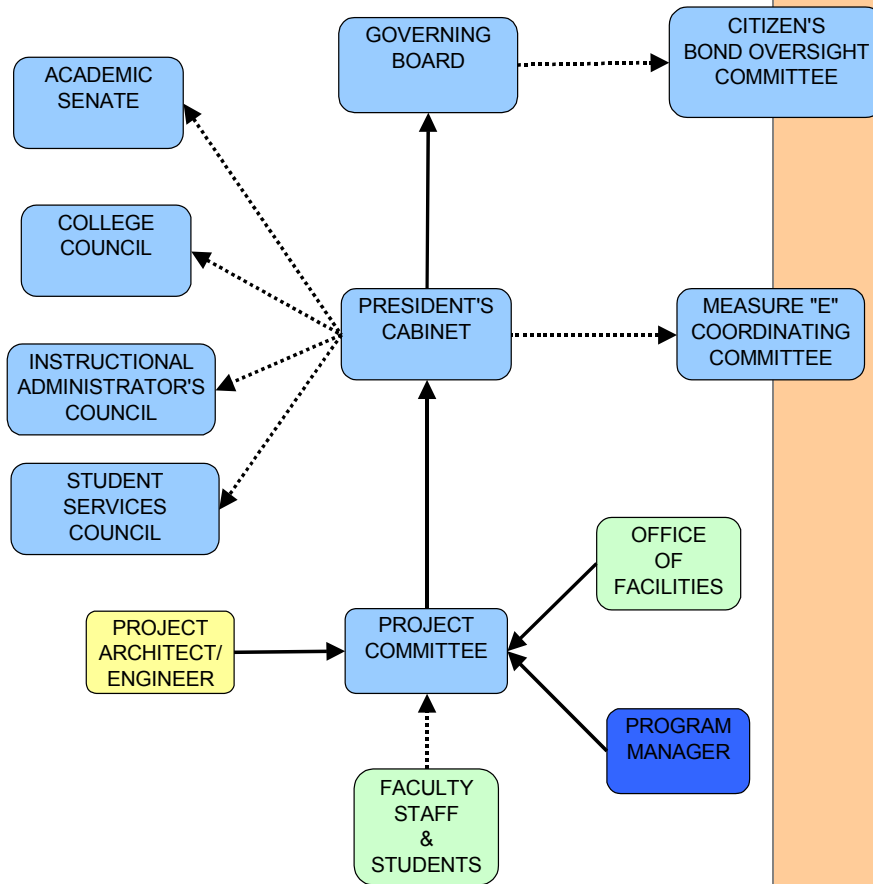 GOVERNING
BOARD
CITIZEN'S
BOND OVERSIGHT
COMMITTEE
ACADEMIC
SENATE
COLLEGE
COUNCIL
PRESIDENT'S
CABINET
MEASURE "E"
COORDINATING
COMMITTEE
INSTRUCTIONAL
ADMINISTRATOR'S
COUNCIL
STUDENT
SERVICES
COUNCIL
OFFICE
OF
FACILITIES
PROJECT
ARCHITECT/
ENGINEER
PROJECT
COMMITTEE
PROGRAM
MANAGER
FACULTY
STAFF
&
STUDENTS